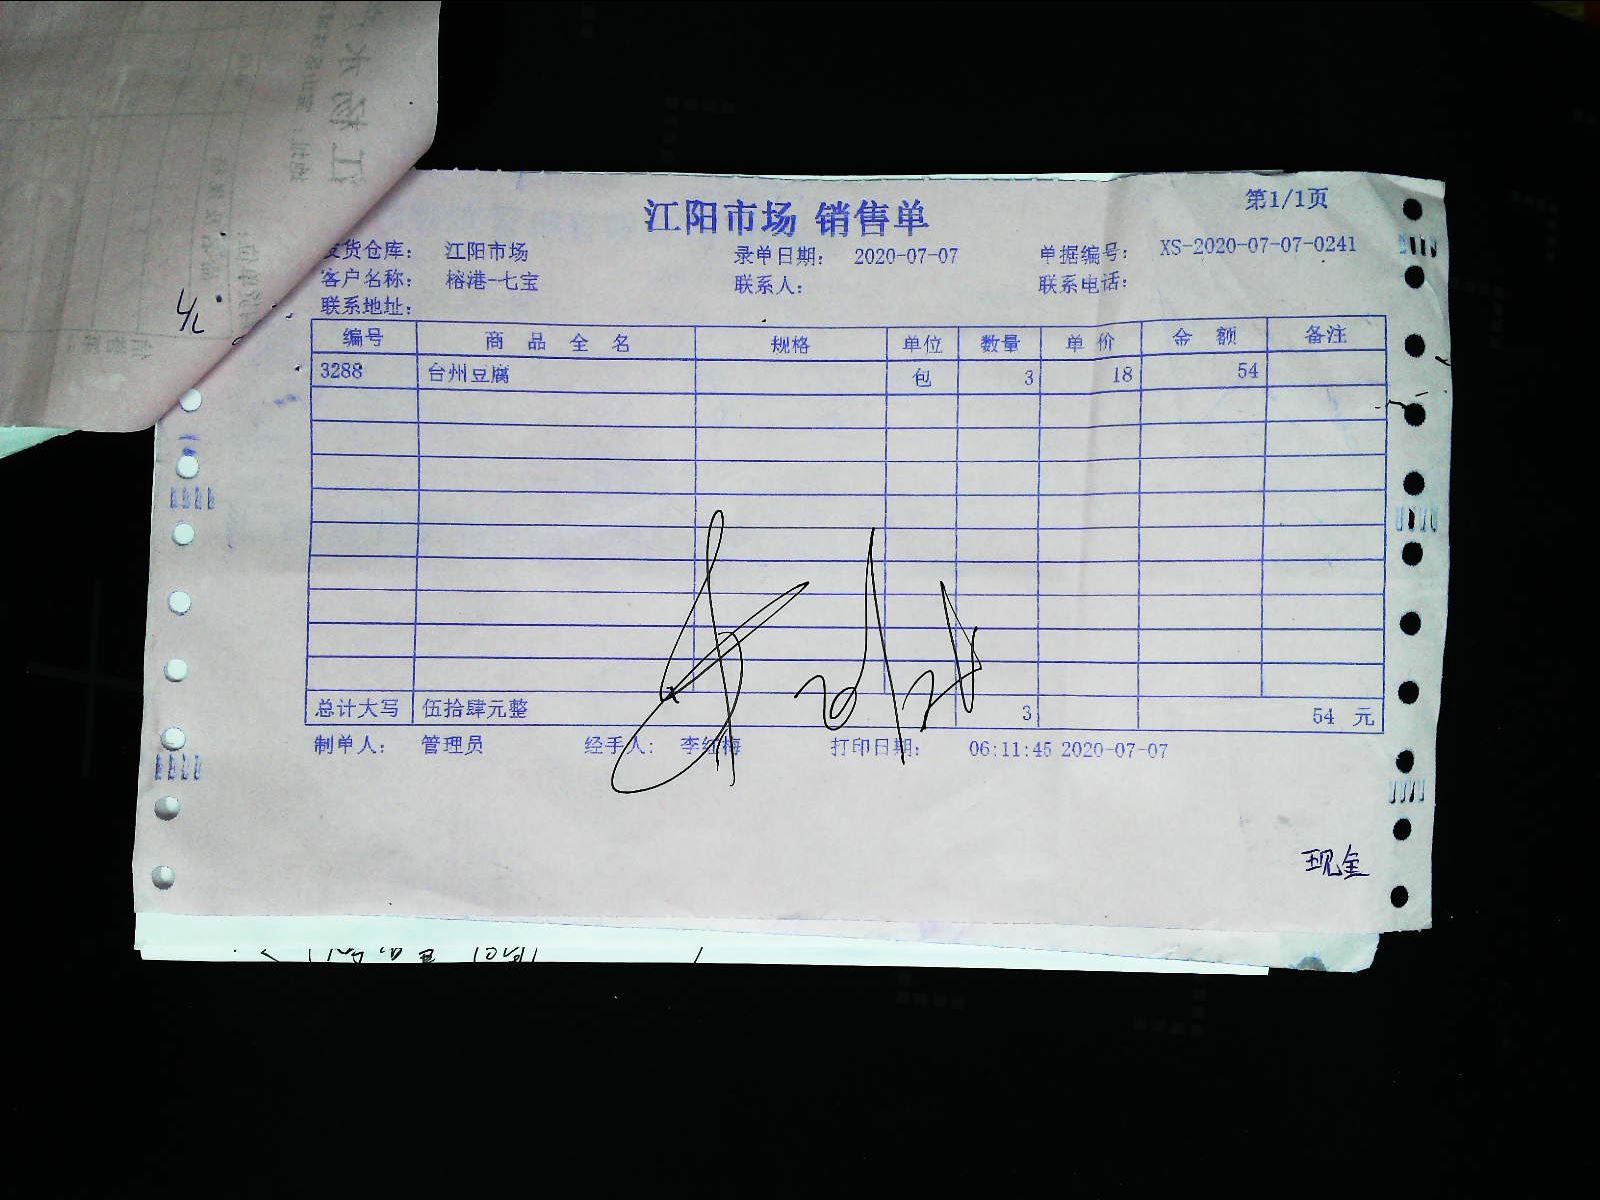 第1/1页
江阳市场 销售单
发货仓库： 江阳市场 录单日期： 2020-07-07 单据编号： XS-2020-07-07-0241
客户名称： 榕港-七宝 联系人： 联系电话：
联系地址：
编号 商 品 全 名 规格 单位 数量 单 价 金 额 备注
3288 台州豆腐 包 3 18 54
总计大写 伍拾肆元整 3 54 元
制单人： 管理员 经手人： 李红梅 打印日期： 06:11:45 2020-07-07
现金